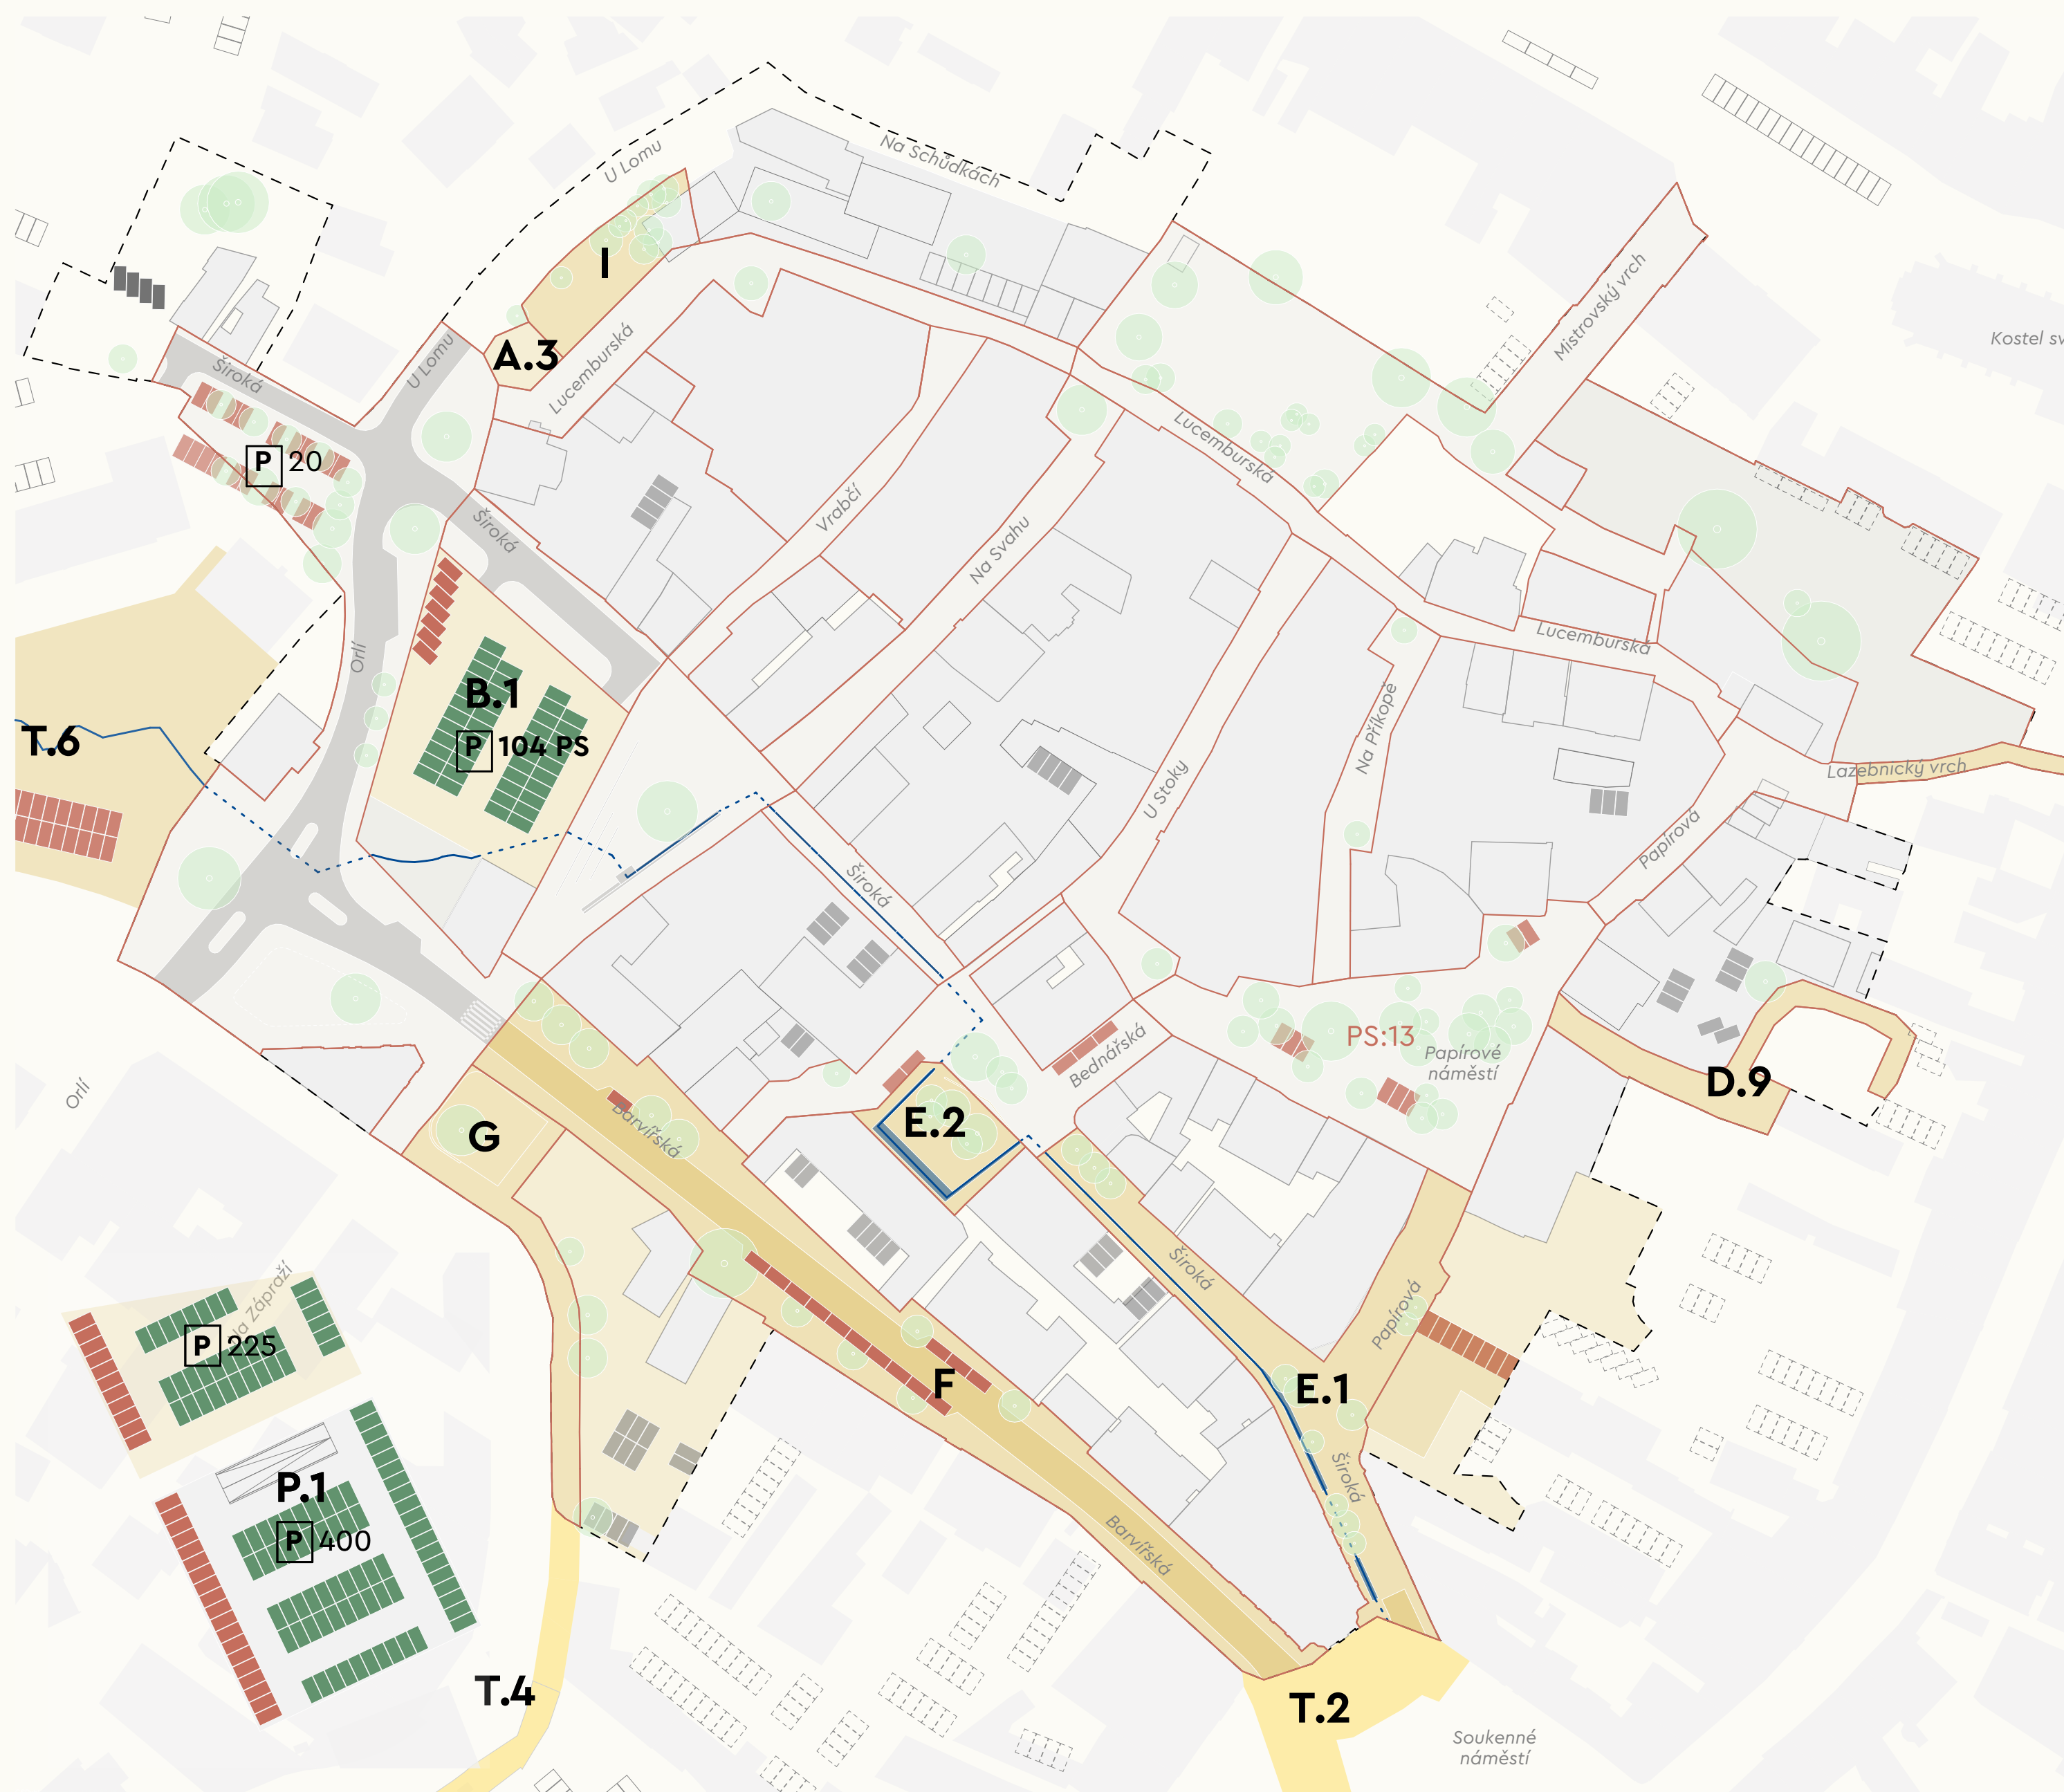 Na Schůdkách
U Lomu
I
Mistrovský vrch
Kostel sv
A.3
U Lomu
Široká
Lucemburská
Lucemburská
P 20
Vrabčí
Široká
Na Svahu
Lucemburská
Orlí
B.1
P 104 PS
T.6
Na Příkopě
U Stoky
Lazebnický vrch
Papírová
Široká
PS:13
Papírové
náměstí
Bednářská
D.9
Orlí
E.2
G
Barvířská
Široká
Papírová
Na Zápraží
P 225
F
E.1
Široká
P.1
P 400
Barvířská
T.4
T.2
Soukenné
náměstí